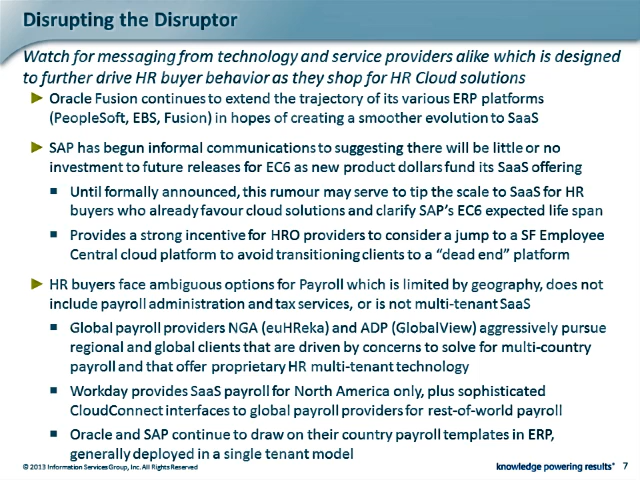 Disrupting the Disruptor
Watch for messaging from technology and service providers alike which is designed
to further drive HR buyer behavior as they shop for HR Cloud solutions
► Oracle Fusion continues to extend the trajectory of its various ERP platforms
(PeopleSoft, EBS, Fusion) in hopes of creating a smoother evolution to SaaS
► SAP has begun informal communications to suggesting there will be little or no
investment to future releases for EC6 as new product dollars fund its SaaS offering
▪ Until formally announced, this rumour may serve to tip the scale to SaaS for HR
buyers who already favour cloud solutions and clarify SAP's EC6 expected life span
▪ Provides a strong incentive for HRO providers to consider a jump to a SF Employee
Central cloud platform to avoid transitioning clients to a “dead end” platform
► HR buyers face ambiguous options for Payroll which is limited by geography, does not
include payroll administration and tax services, or is not multi-tenant SaaS
▪ Global payroll providers NGA (euHReka) and ADP (GlobalView) aggressively pursue
regional and global clients that are driven by concerns to solve for multi-country
payroll and that offer proprietary HR multi-tenant technology
▪ Workday provides SaaS payroll for North America only, plus sophisticated
CloudConnect interfaces to global payroll providers for rest-of-world payroll
▪ Oracle and SAP continue to draw on their country payroll templates in ERP,
generally deployed in a single tenant model
© 2013 Information Services Group, Inc. All Rights Reserved
knowledge powering results® 7